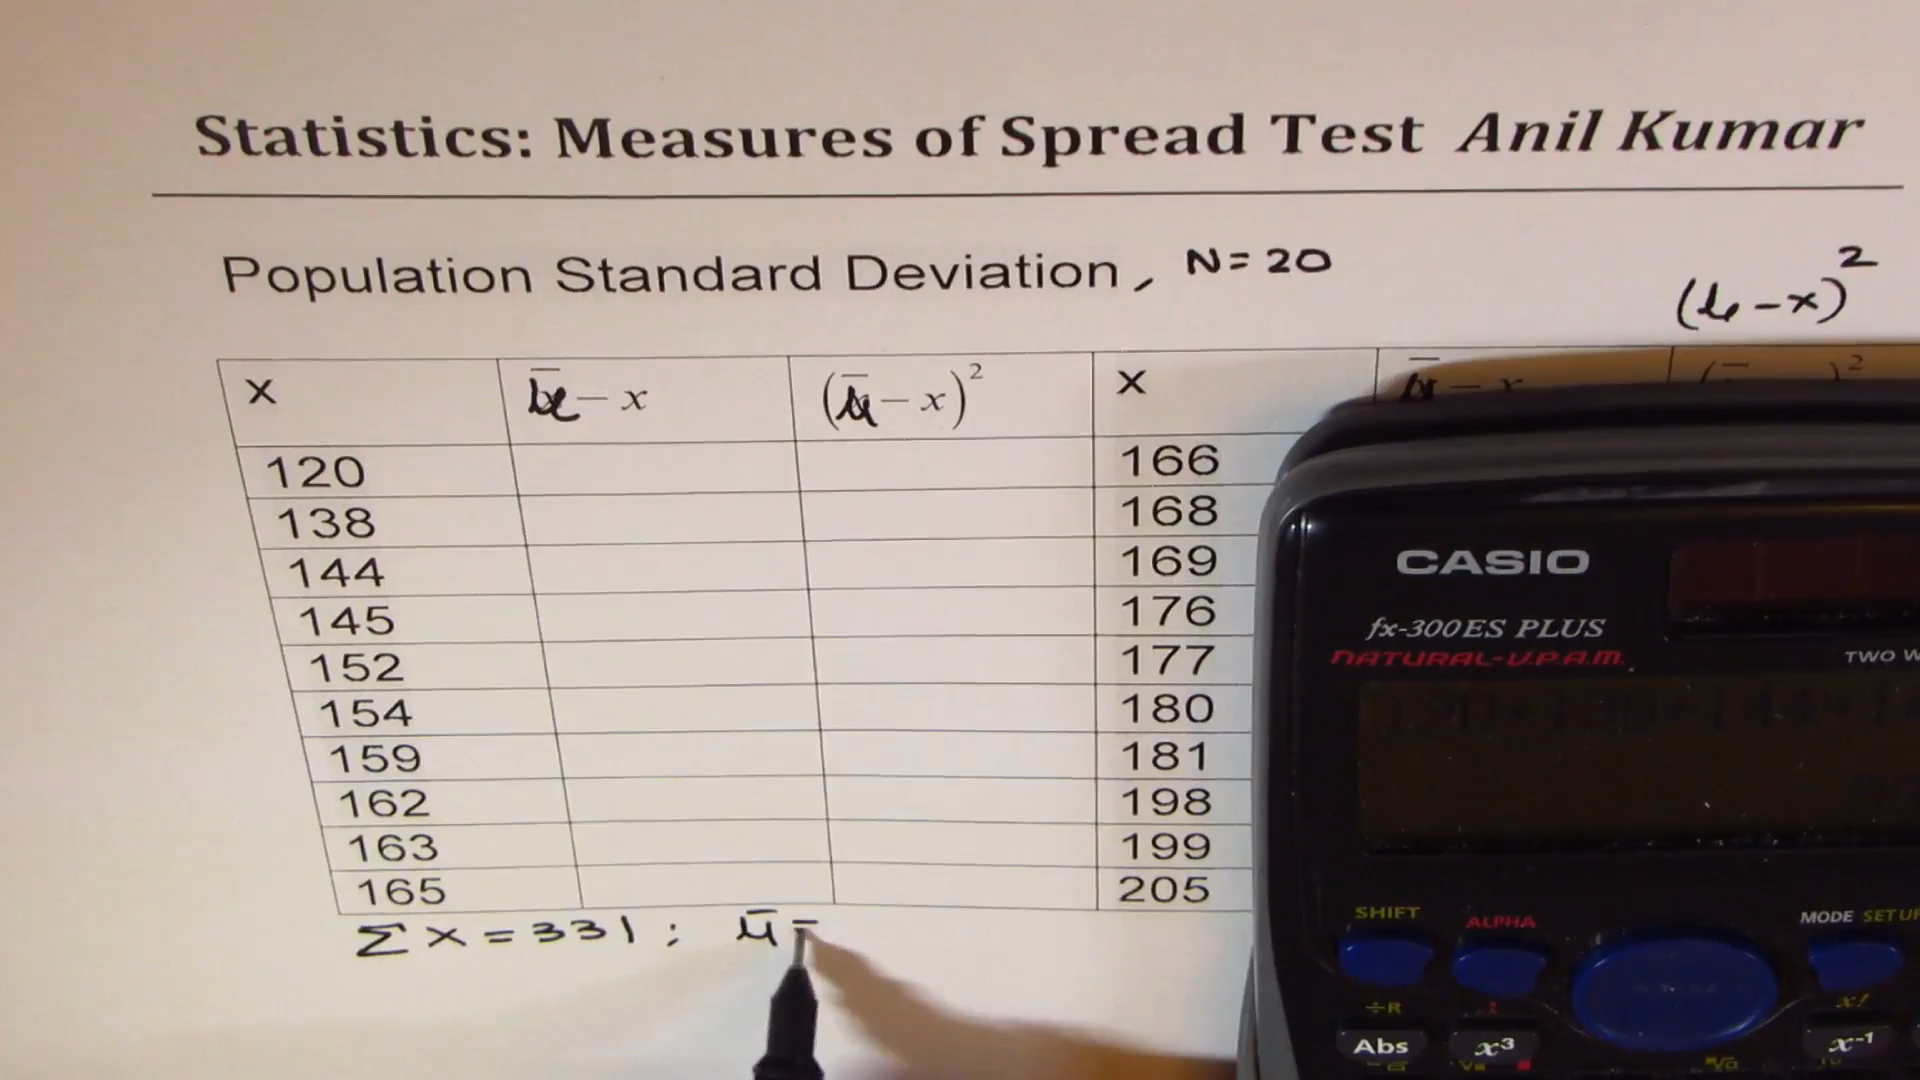 Statistics: Measures of Spread Test Anil Kumar
Population Standard Deviation, N = 20
(μ - x)²
x μ̄ - x (μ̄ - x)² x
120 166
138 168
144 169
145 176
152 177
154 180
159 181
162 198
163 199
165 205
Σ x = 331 ; μ̄ =
CASIO
fx-300ES PLUS
NATURAL-V.P.A.M.
TWO W
SHIFT ALPHA MODE SETUP
÷R x!
Abs x³ x⁻¹